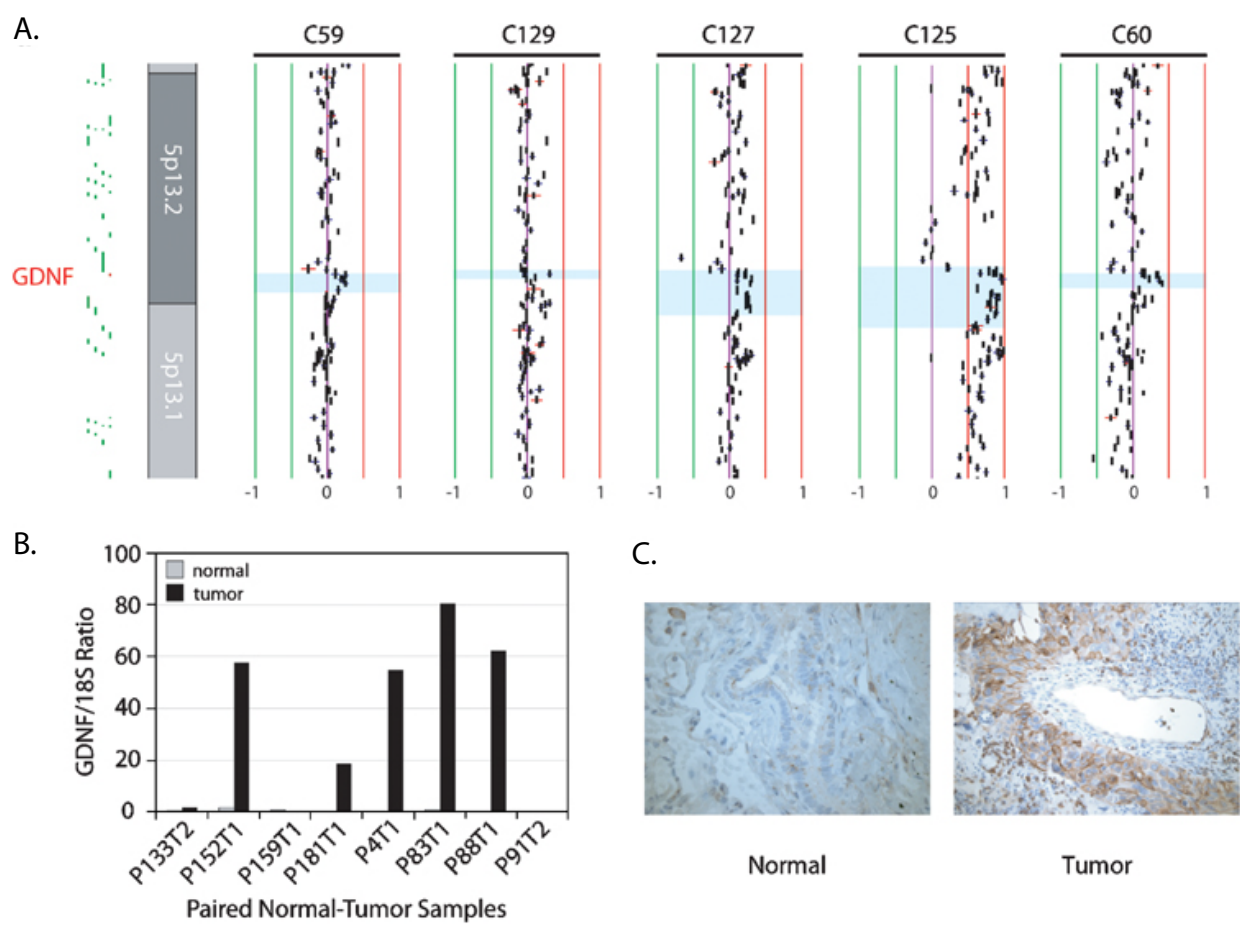 A.
C59 C129 C127 C125 C60
5p13.2
GDNF
5p13.1
-1 0 1 -1 0 1 -1 0 1 -1 0 1 -1 0 1
B.
100
80
60
40
20
0
normal
tumor
GDNF/18S Ratio
P133T2 P152T1 P159T1 P181T1 P4T1 P83T1 P88T1 P91T2
Paired Normal-Tumor Samples
C.
Normal Tumor